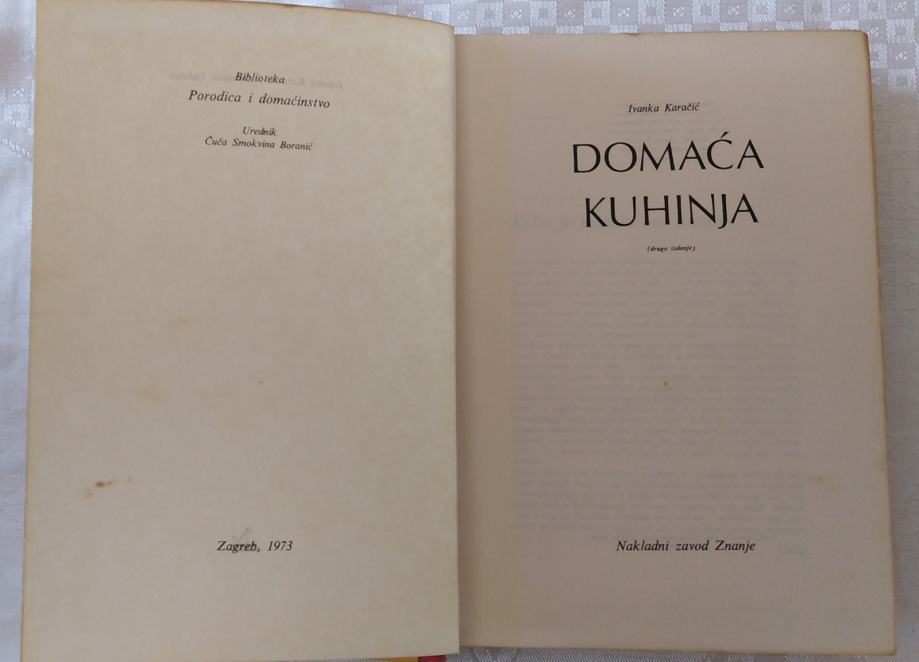 Biblioteka
Porodica i domaćinstvo
Urednik
Čuča Smokvina Boranić
Zagreb, 1973
Ivanka Karačić
DOMAĆA
KUHINJA
(drugo izdanje)
Nakladni zavod Znanje